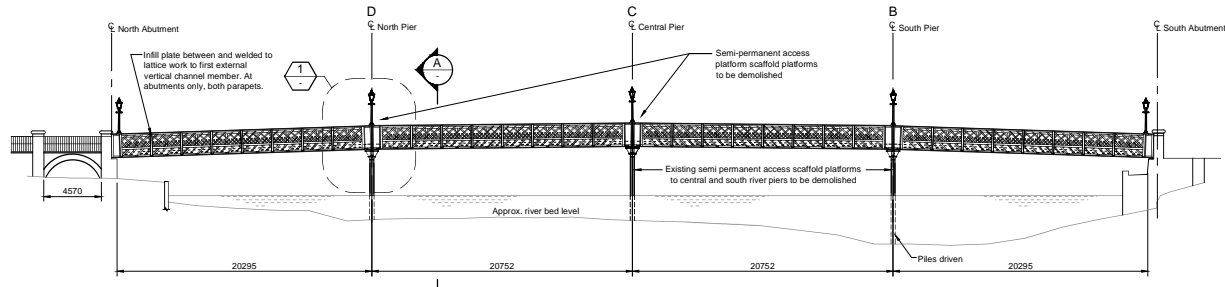 D
C
B
℄ North Abutment
℄ North Pier
℄ Central Pier
℄ South Pier
℄ South Abutment
Infill plate between and welded to
lattice work to first external
vertical channel member. At
abutments only, both parapets.
1
-
A
-
Semi-permanent access
platform scaffold platforms
to be demolished
4570
Existing semi permanent access scaffold platforms
to central and south river piers to be demolished
Approx. river bed level
Piles driven
20295
20752
20752
20295